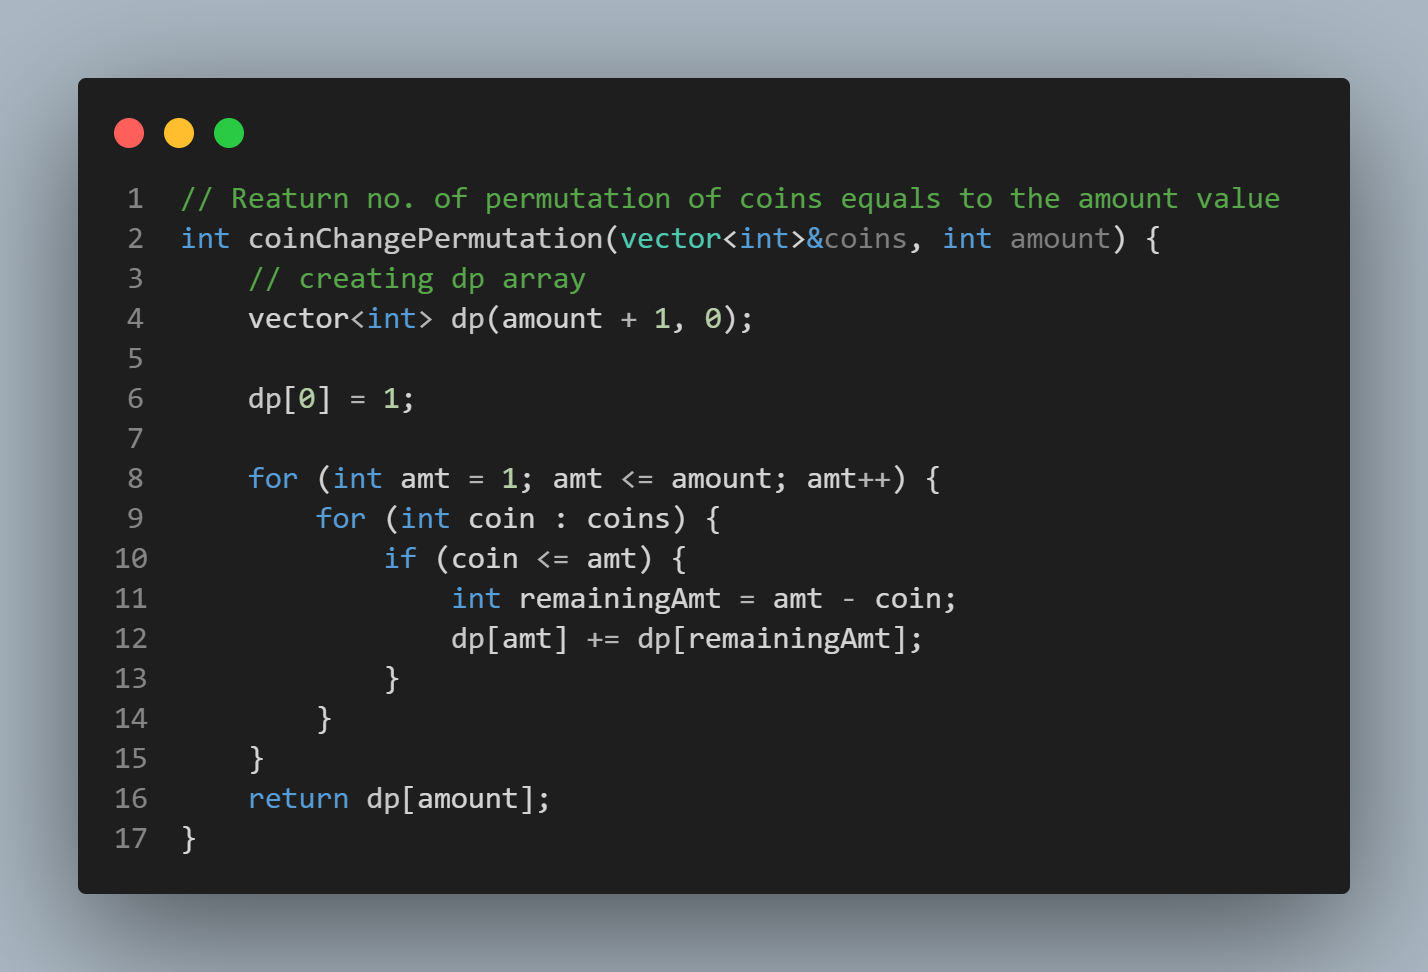 1 // Reaturn no. of permutation of coins equals to the amount value
2 int coinChangePermutation(vector<int>&coins, int amount) {
3     // creating dp array
4     vector<int> dp(amount + 1, 0);
5
6     dp[0] = 1;
7
8     for (int amt = 1; amt <= amount; amt++) {
9         for (int coin : coins) {
10             if (coin <= amt) {
11                 int remainingAmt = amt - coin;
12                 dp[amt] += dp[remainingAmt];
13             }
14         }
15     }
16     return dp[amount];
17 }